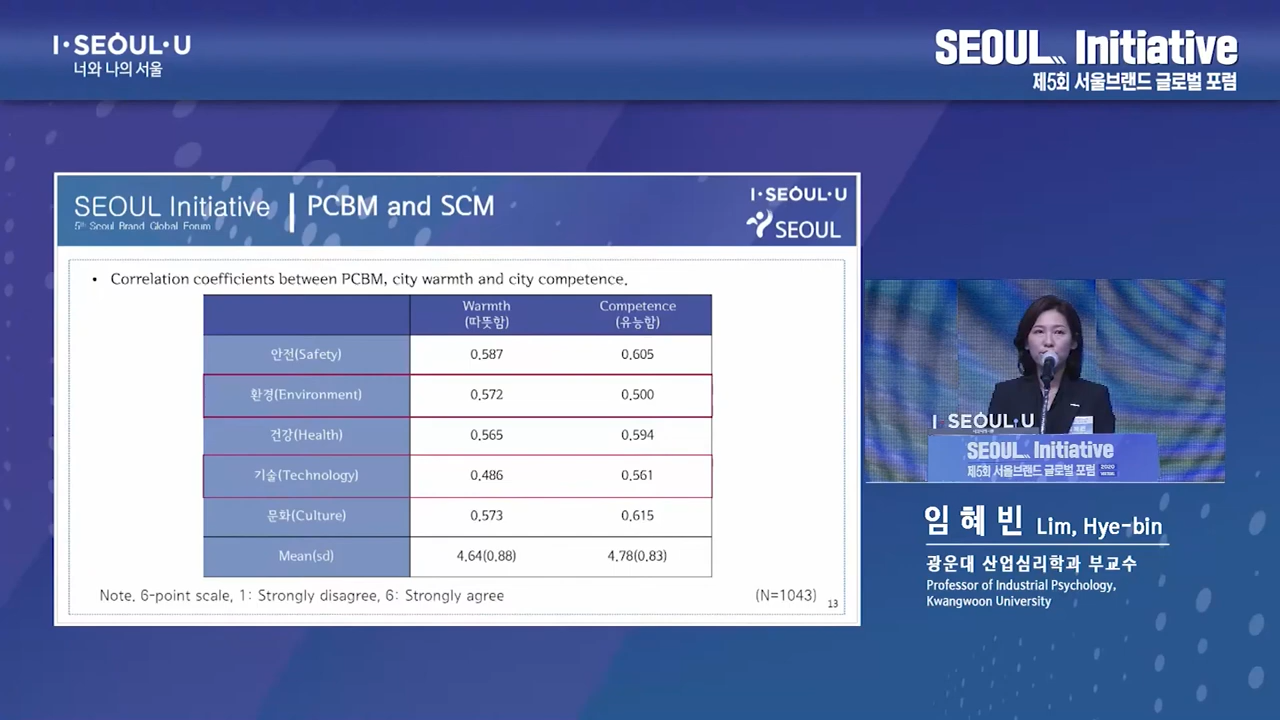 I·SEOUL·U
너와 나의 서울
SEOUL Initiative
제5회 서울브랜드 글로벌 포럼
SEOUL Initiative
5th Seoul Brand Global Forum
PCBM and SCM
I·SEOUL·U
SEOUL
• Correlation coefficients between PCBM, city warmth and city competence.
Warmth (따뜻함) Competence (유능함)
안전(Safety) 0.587 0.605
환경(Environment) 0.572 0.500
건강(Health) 0.565 0.594
기술(Technology) 0.486 0.561
문화(Culture) 0.573 0.615
Mean(sd) 4.64(0.88) 4.78(0.83)
Note. 6-point scale, 1: Strongly disagree, 6: Strongly agree (N=1043)
13
I·SEOUL·U
SEOUL Initiative
제5회 서울브랜드 글로벌 포럼 2020
임혜빈 Lim, Hye-bin
광운대 산업심리학과 부교수
Professor of Industrial Psychology,
Kwangwoon University